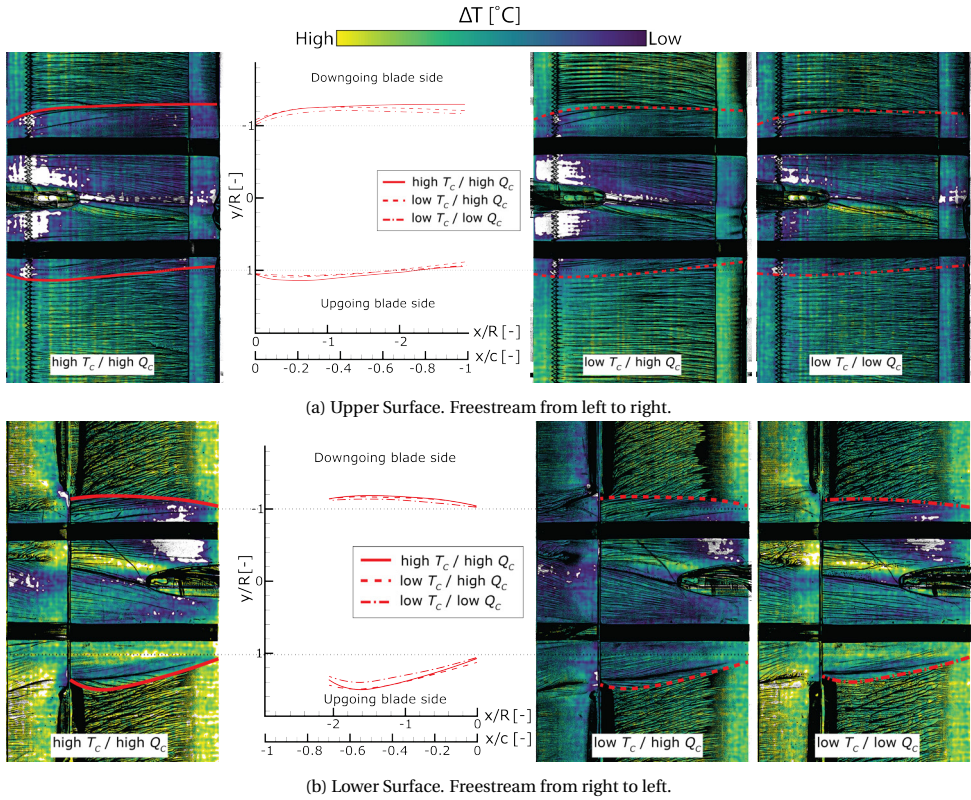 ΔT [˚C]
High Low
Downgoing blade side
-1
0
1
y/R [-]
high T_c / high Q_c
low T_c / high Q_c
low T_c / low Q_c
Upgoing blade side
0 -1 -2 x/R [-]
x/c [-]
0 -0.2 -0.4 -0.6 -0.8 -1
high T_c / high Q_c
low T_c / high Q_c
low T_c / low Q_c
(a) Upper Surface. Freestream from left to right.
Downgoing blade side
-1
0
1
y/R [-]
high T_c / high Q_c
low T_c / high Q_c
low T_c / low Q_c
Upgoing blade side
-2 -1 0 x/R [-]
x/c [-]
-1 -0.8 -0.6 -0.4 -0.2 0
high T_c / high Q_c
low T_c / high Q_c
low T_c / low Q_c
(b) Lower Surface. Freestream from right to left.